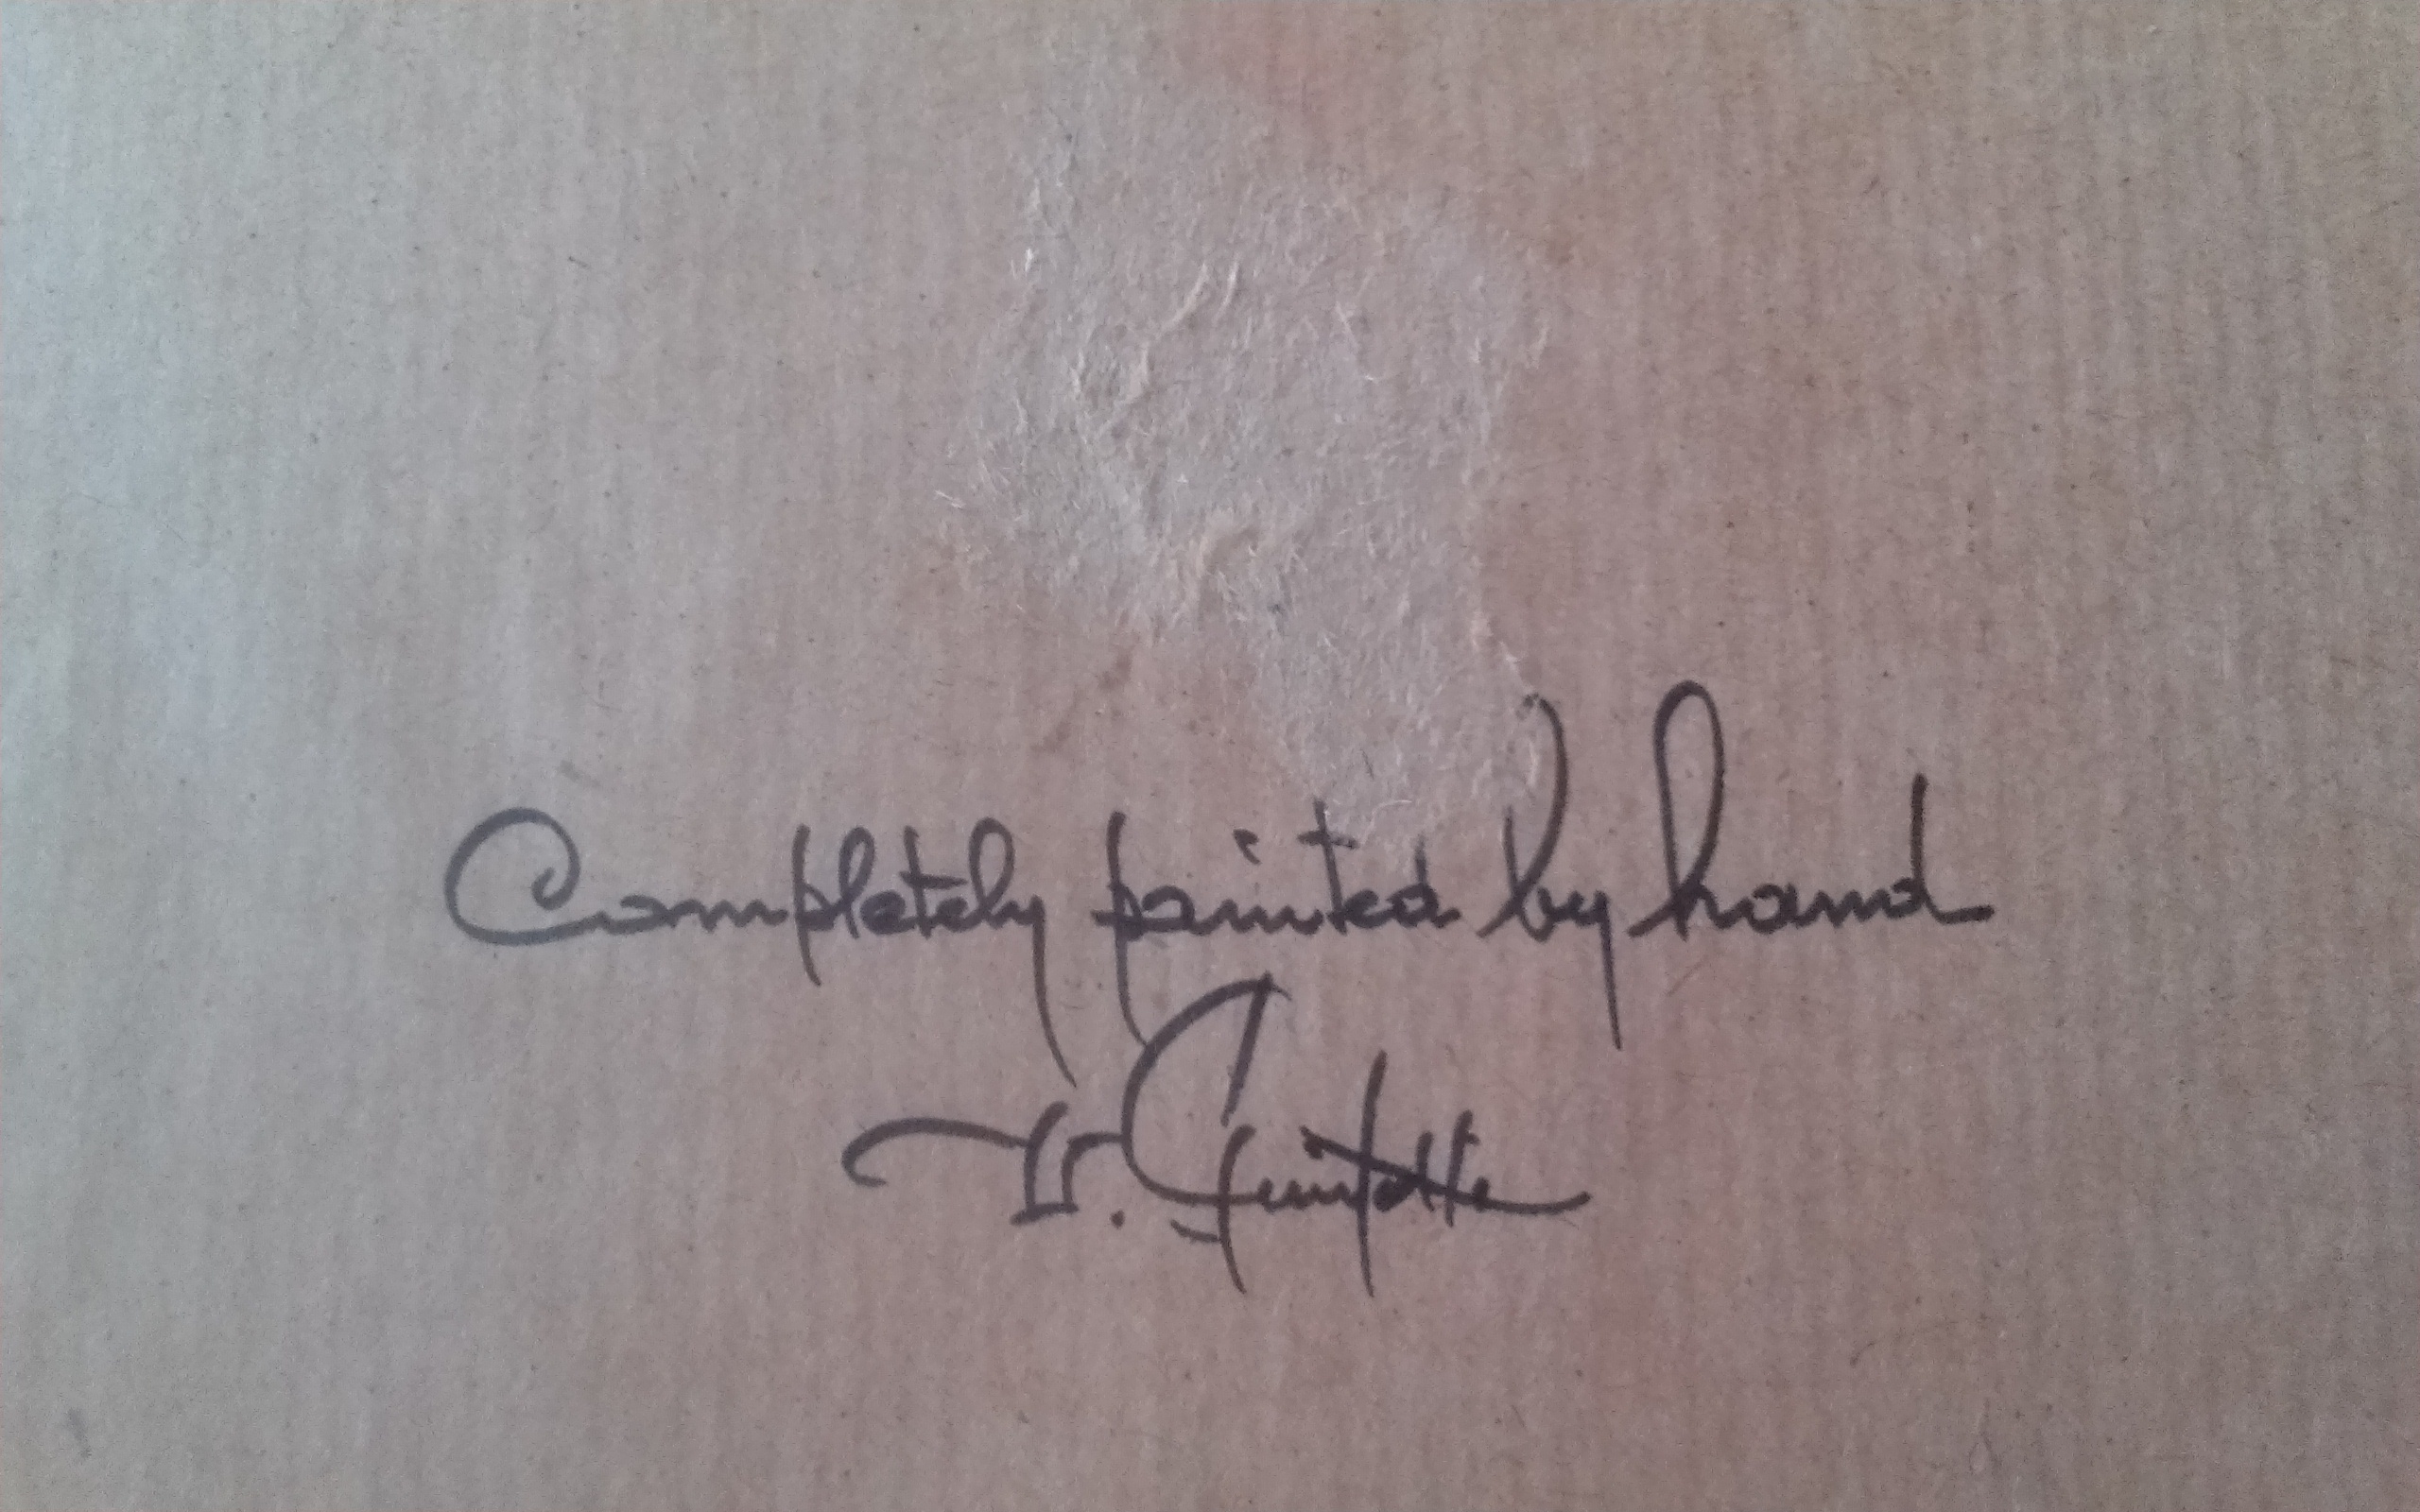 Completely painted by hand